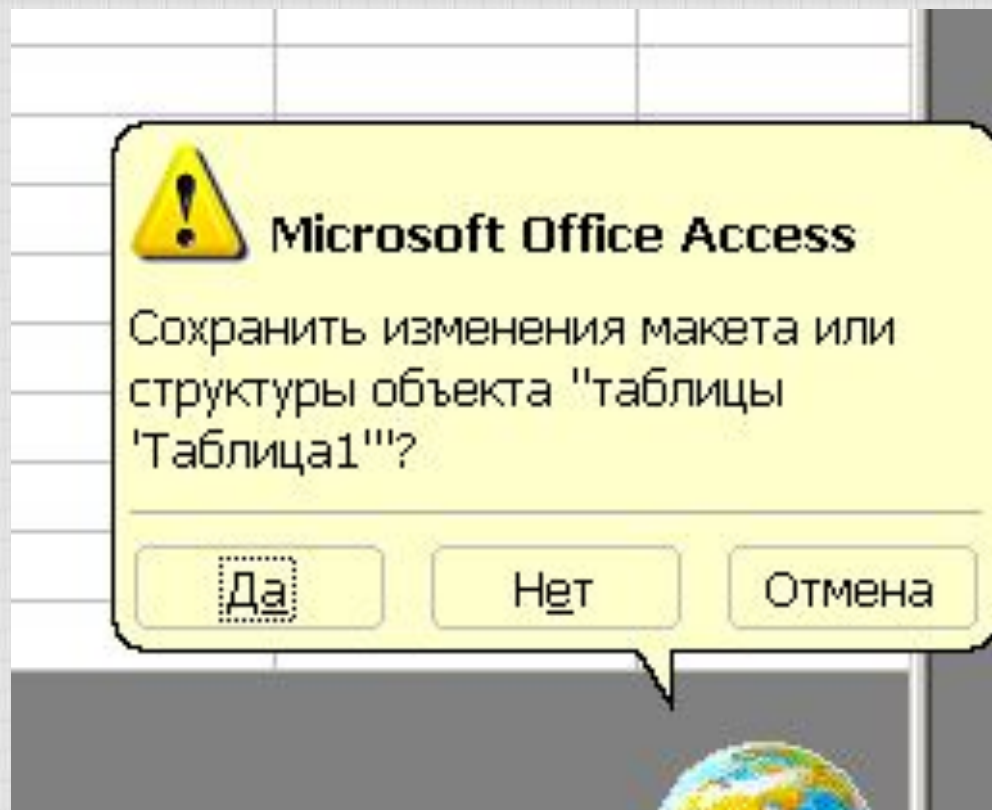 Microsoft Office Access
Сохранить изменения макета или
структуры объекта "таблицы
'Таблица1'"?
Да
Нет
Отмена